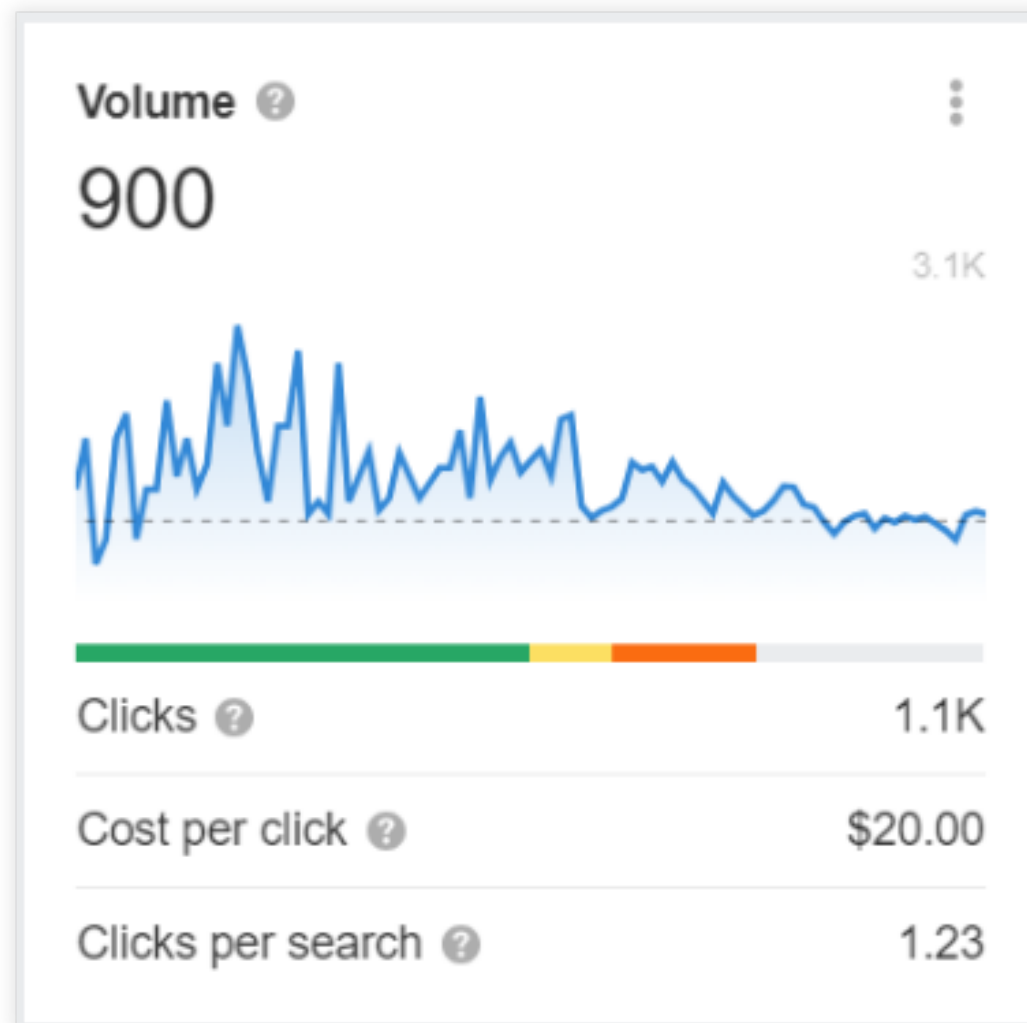 Volume ?
900
3.1K
Clicks ? 1.1K
Cost per click ? $20.00
Clicks per search ? 1.23